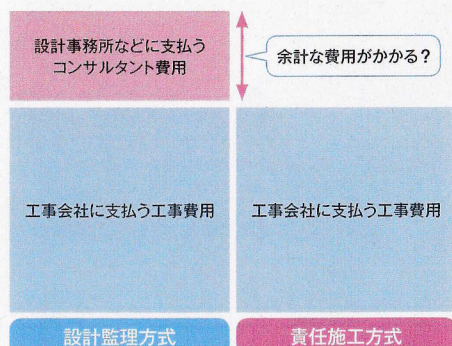 設計事務所などに支払う
コンサルタント費用
余計な費用がかかる？
工事会社に支払う工事費用
工事会社に支払う工事費用
設計監理方式
責任施工方式